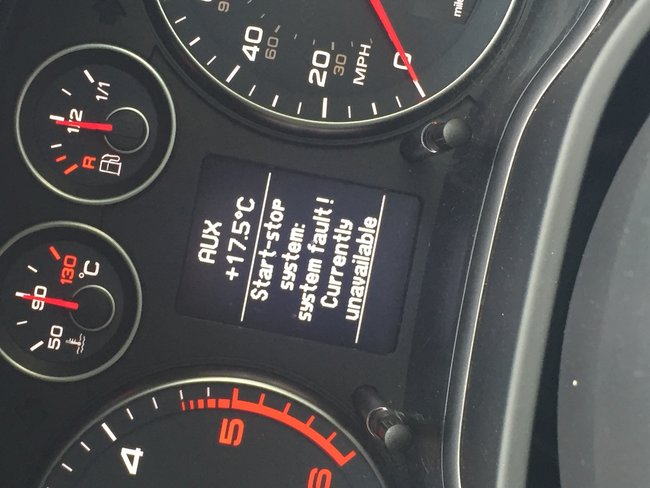 AUX
+17.5°C
Start-stop
system:
system fault!
Currently
unavailable
1/1
1/2
R
130
°C
90
50
40
60
20
30
MPH
0
4
5
6